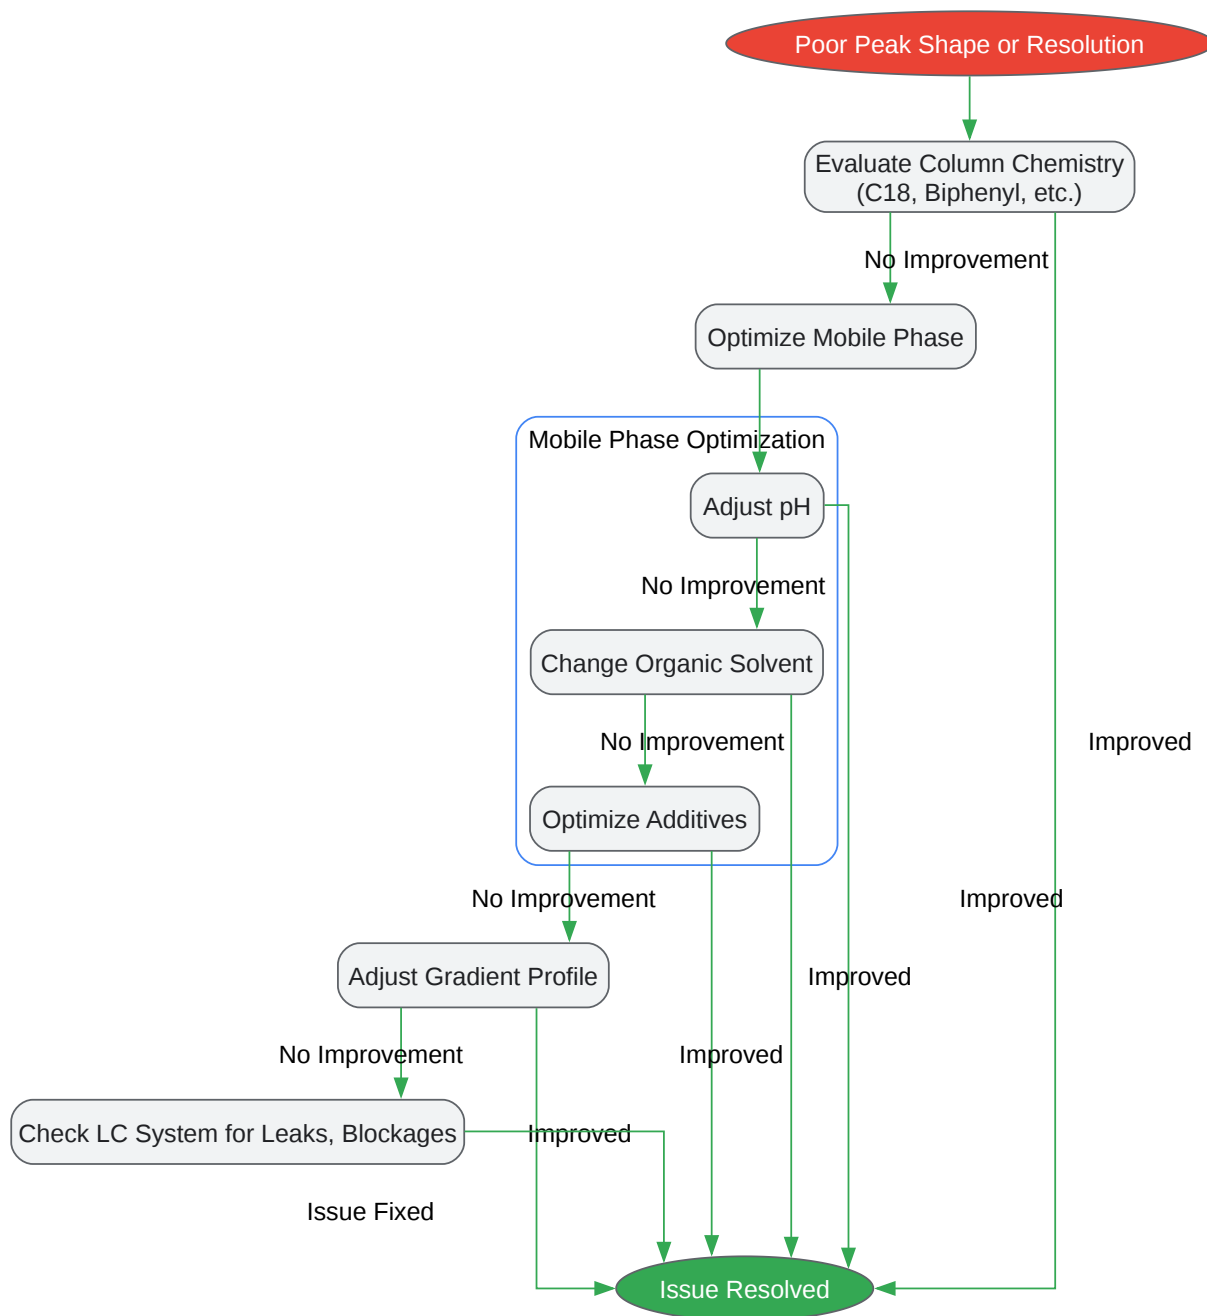 Poor Peak Shape or Resolution
Evaluate Column Chemistry
(C18, Biphenyl, etc.)
No Improvement
Optimize Mobile Phase
Mobile Phase Optimization
Adjust pH
No Improvement
Change Organic Solvent
No Improvement
Improved
Optimize Additives
No Improvement
Improved
Adjust Gradient Profile
Improved
No Improvement
Improved
Check LC System for Leaks, Blockages
Improved
Issue Fixed
Issue Resolved